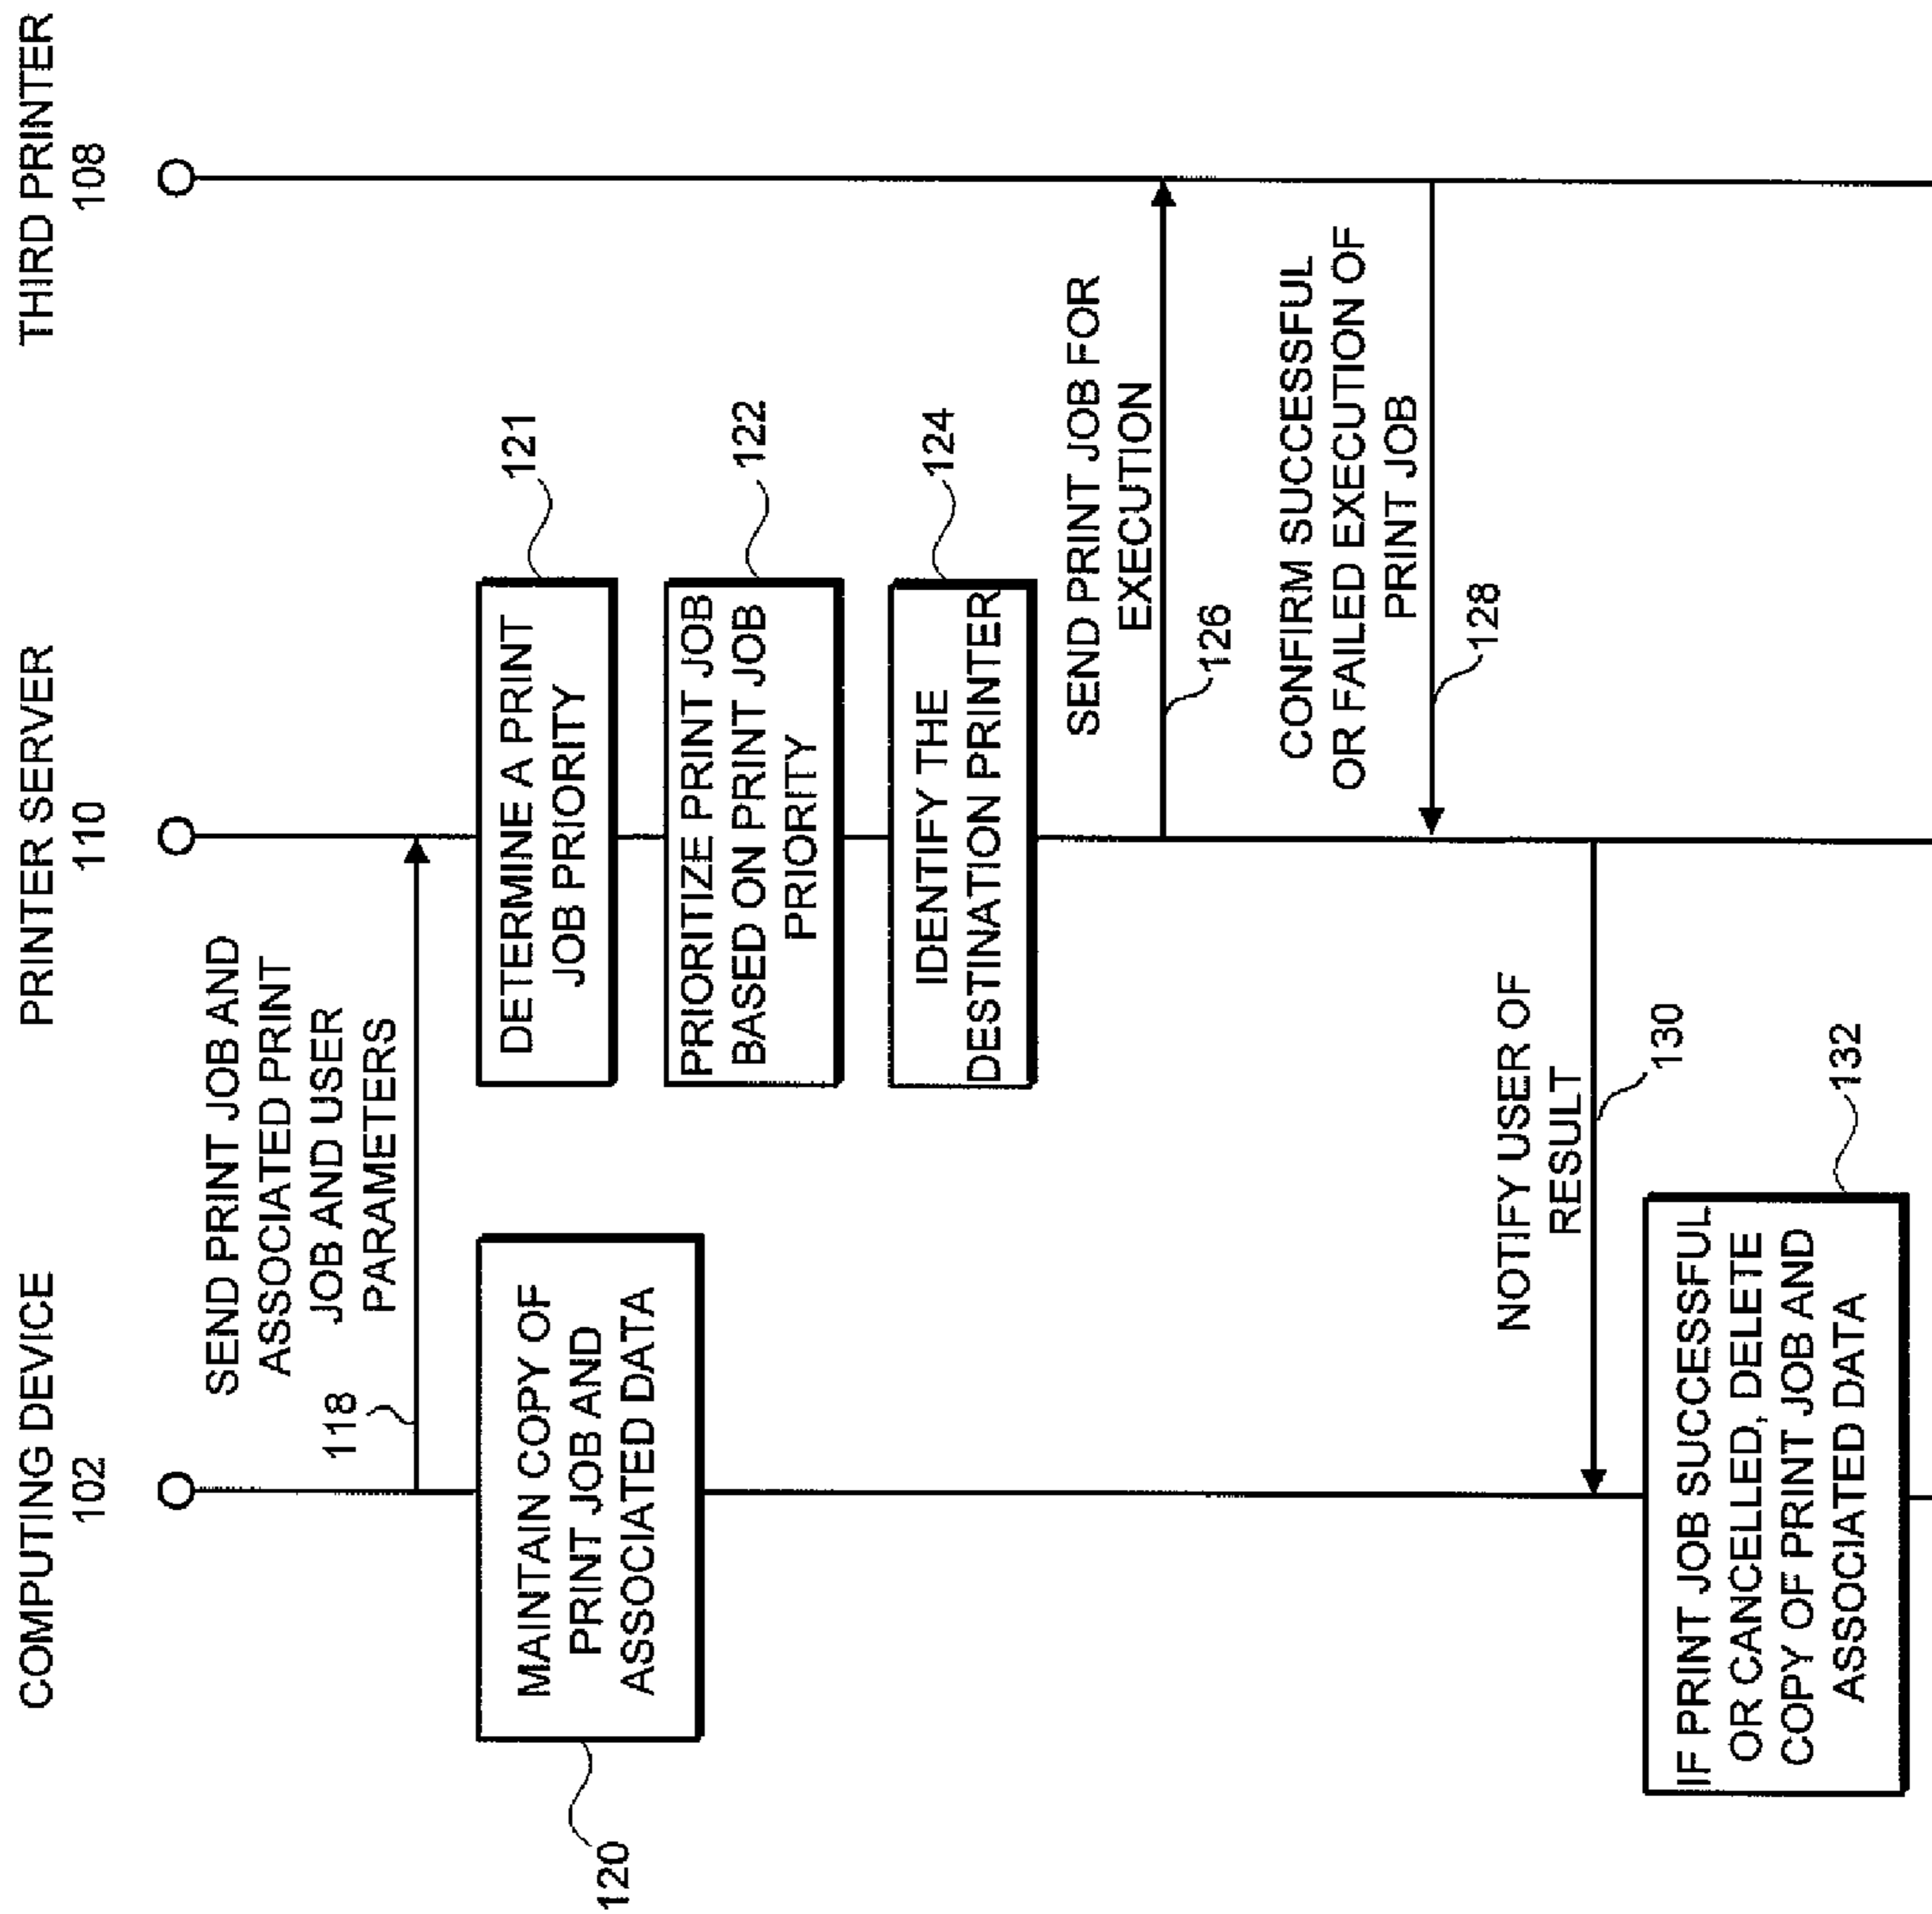 COMPUTING DEVICE
102
PRINTER SERVER
110
THIRD PRINTER
108
SEND PRINT JOB AND
ASSOCIATED PRINT
JOB AND USER
PARAMETERS
118
MAINTAIN COPY OF
PRINT JOB AND
ASSOCIATED DATA
120
DETERMINE A PRINT
JOB PRIORITY
121
PRIORITIZE PRINT JOB
BASED ON PRINT JOB
PRIORITY
122
IDENTIFY THE
DESTINATION PRINTER
124
SEND PRINT JOB FOR
EXECUTION
126
CONFIRM SUCCESSFUL
OR FAILED EXECUTION OF
PRINT JOB
128
NOTIFY USER OF
RESULT
130
IF PRINT JOB SUCCESSFUL
OR CANCELLED, DELETE
COPY OF PRINT JOB AND
ASSOCIATED DATA
132